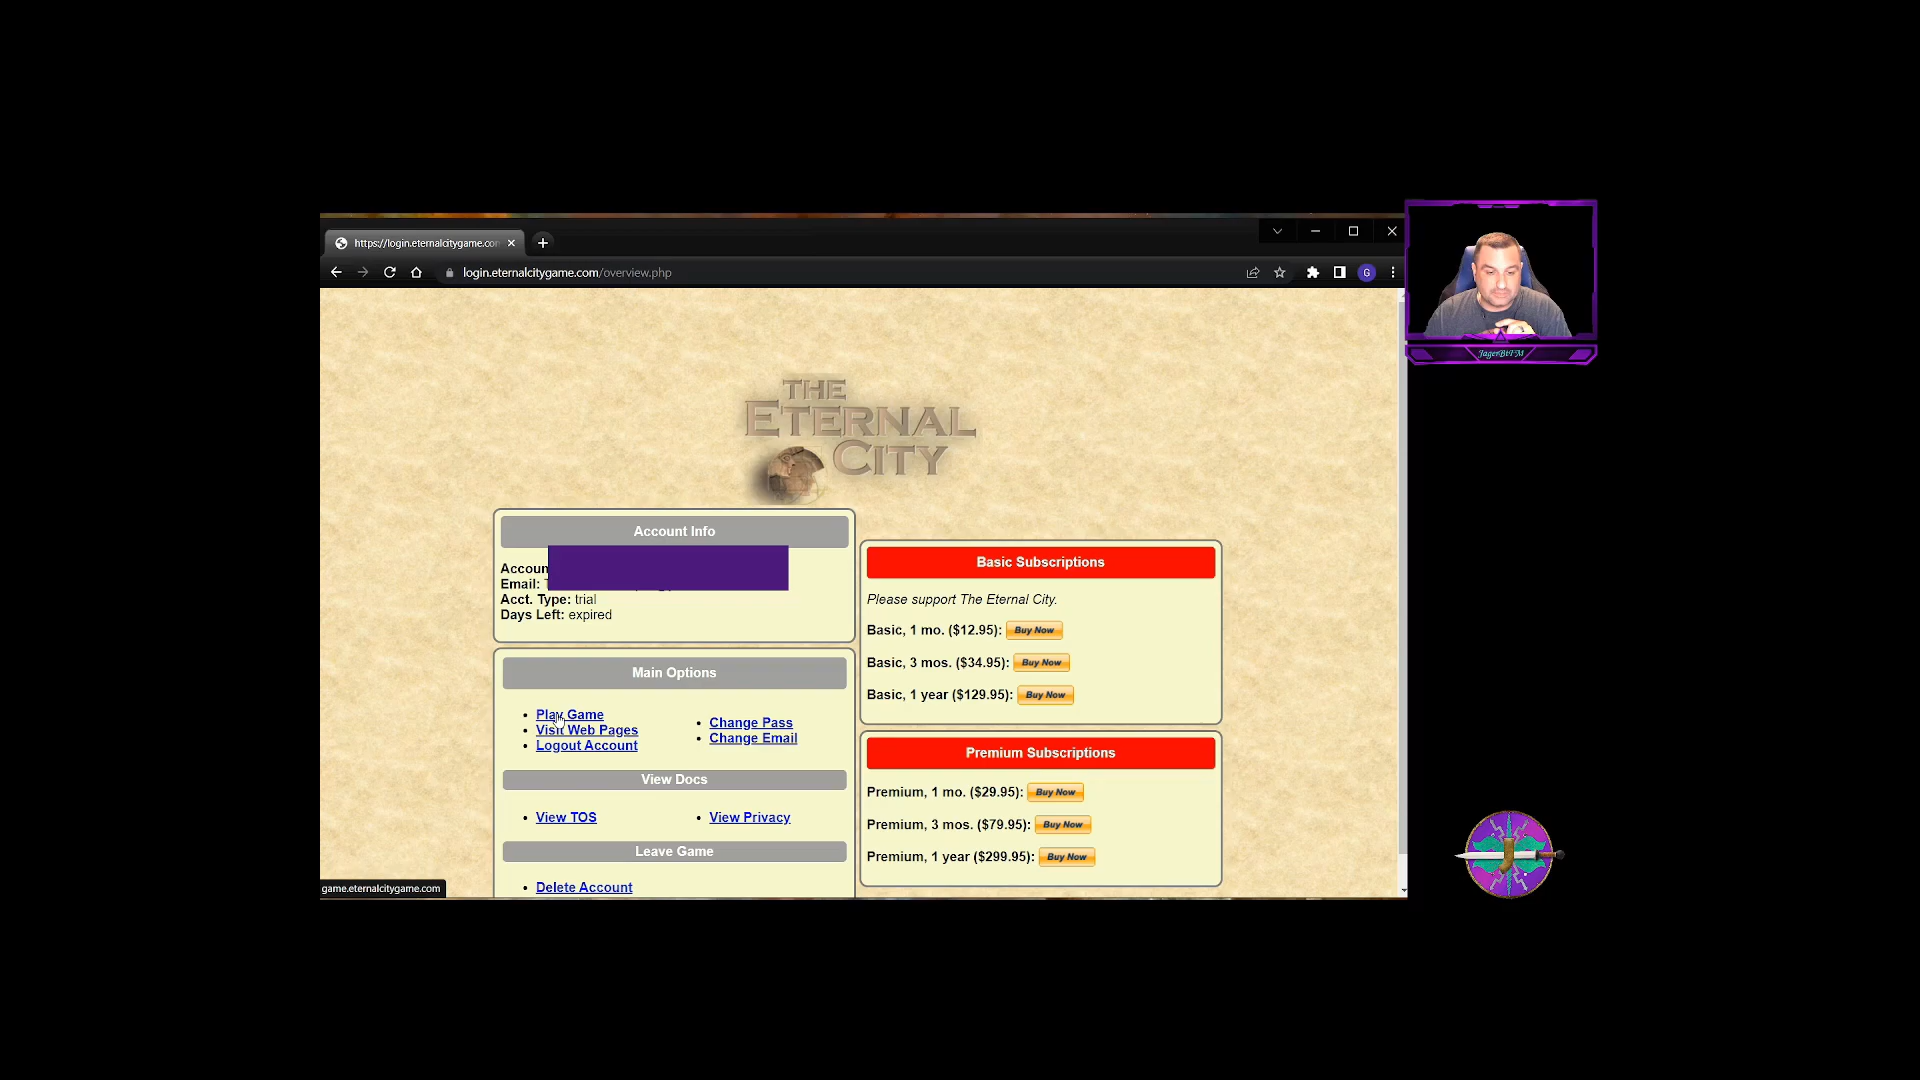 https://login.eternalcitygame.com
login.eternalcitygame.com/overview.php
G
JagerBtFM
THE
ETERNAL
CITY
Account Info
Accoun
Email:
Acct. Type: trial
Days Left: expired
Main Options
Play Game
Visit Web Pages
Logout Account
Change Pass
Change Email
View Docs
View TOS
View Privacy
Leave Game
Delete Account
Basic Subscriptions
Please support The Eternal City.
Basic, 1 mo. ($12.95): Buy Now
Basic, 3 mos. ($34.95): Buy Now
Basic, 1 year ($129.95): Buy Now
Premium Subscriptions
Premium, 1 mo. ($29.95): Buy Now
Premium, 3 mos. ($79.95): Buy Now
Premium, 1 year ($299.95): Buy Now
game.eternalcitygame.com